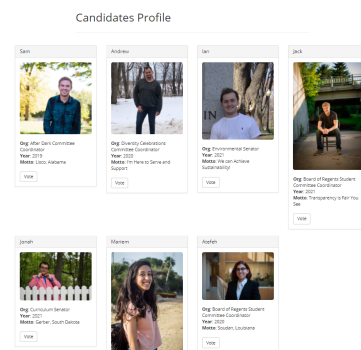 Candidates Profile
Sam
Org: After Dark Committee
Coordinator
Year: 2019
Motto: Lisco, Alabama
Vote
Andrew
Org: Diversity Celebrations
Committee Coordinator
Year: 2020
Motto: I'm Here to Serve and
Support
Vote
Ian
IN
Org: Environmental Senator
Year: 2021
Motto: We can Achieve
Sustainability!
Vote
Jack
Org: Board of Regents Student
Committee Coordinator
Year: 2021
Motto: Transparency is Fair You
See
Vote
Jonah
Org: Curriculum Senator
Year: 2021
Motto: Gerber, South Dakota
Vote
Mariem
Atefeh
Org: Board of Regents Student
Committee Coordinator
Year: 2020
Motto: Souden, Louisiana
Vote